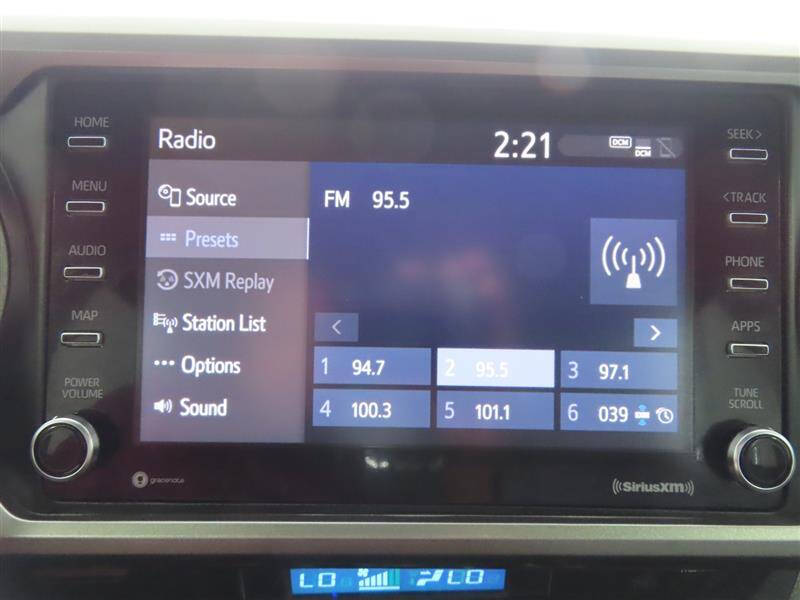 HOME
MENU
AUDIO
MAP
POWER
VOLUME
Radio
2:21
DCM
DCM
Source
Presets
SXM Replay
Station List
Options
Sound
FM 95.5
<
>
1 94.7
2 95.5
3 97.1
4 100.3
5 101.1
6 039
SEEK >
< TRACK
PHONE
APPS
TUNE
SCROLL
gracenote
SiriusXM
LO
LO